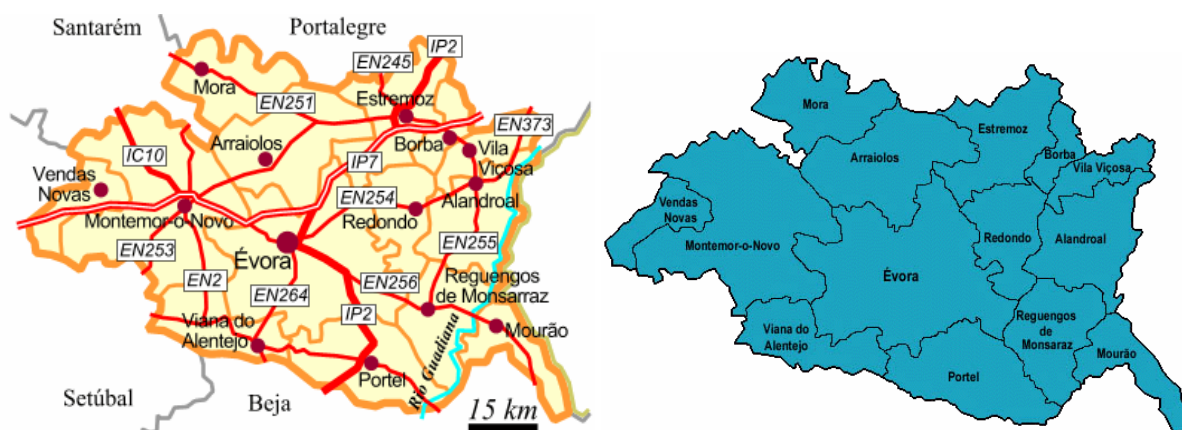 Santarém
Portalegre
IP2
EN245
Mora
EN251
Estremoz
EN373
Arraiolos
Borba
Vila
Viçosa
IC10
IP7
Vendas
Novas
EN254
Alandroal
Montemor-o-Novo
Redondo
EN253
Évora
EN255
EN2
EN256
Reguengos
de Monsarraz
EN264
IP2
Viana do
Alentejo
Mourão
Portel
Rio Guadiana
Setúbal
Beja
15 km
Mora
Estremoz
Arraiolos
Borba
Vila Viçosa
Vendas
Novas
Montemor-o-Novo
Redondo
Alandroal
Évora
Viana do
Alentejo
Reguengos
de
Monsaraz
Mourão
Portel